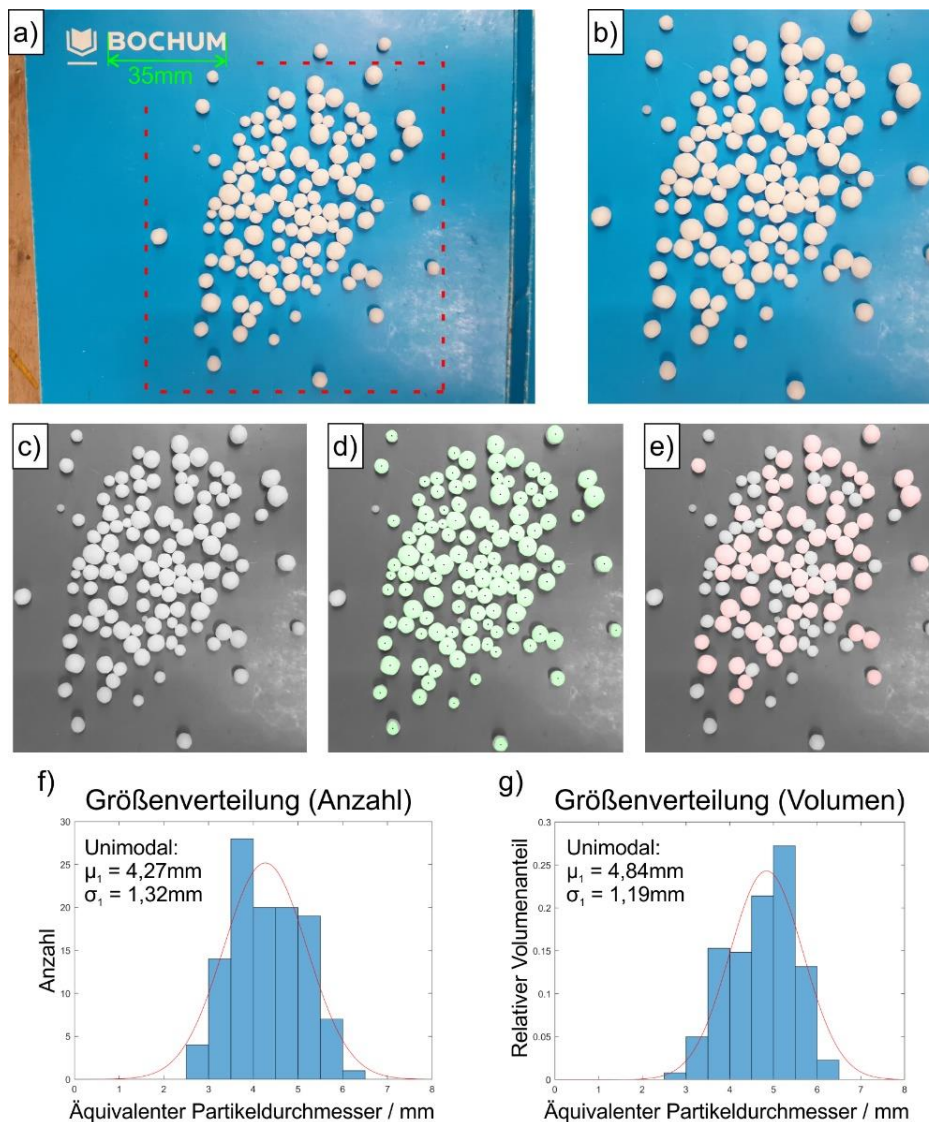 a)
BOCHUM
35mm
b)
c)
d)
e)
f)
Größenverteilung (Anzahl)
Unimodal:
μ₁ = 4,27mm
σ₁ = 1,32mm
Anzahl
30
25
20
15
10
5
0
0 1 2 3 4 5 6 7 8
Äquivalenter Partikeldurchmesser / mm
g)
Größenverteilung (Volumen)
Unimodal:
μ₁ = 4,84mm
σ₁ = 1,19mm
Relativer Volumenanteil
0.3
0.25
0.2
0.15
0.1
0.05
0
0 1 2 3 4 5 6 7 8
Äquivalenter Partikeldurchmesser / mm